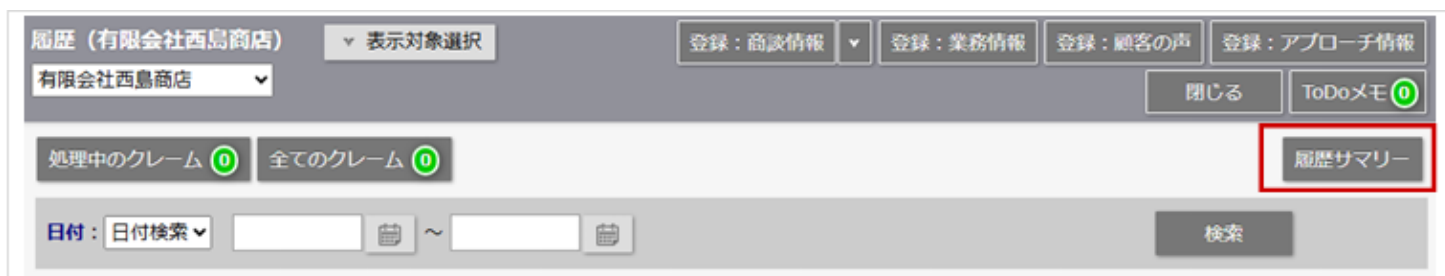 履歴（有限会社西島商店） ▼ 表示対象選択 登録：商談情報 ▼ 登録：業務情報 登録：顧客の声 登録：アプローチ情報
有限会社西島商店 閉じる ToDoメモ 0
処理中のクレーム 0 全てのクレーム 0 履歴サマリー
日付： 日付検索 ～ 検索